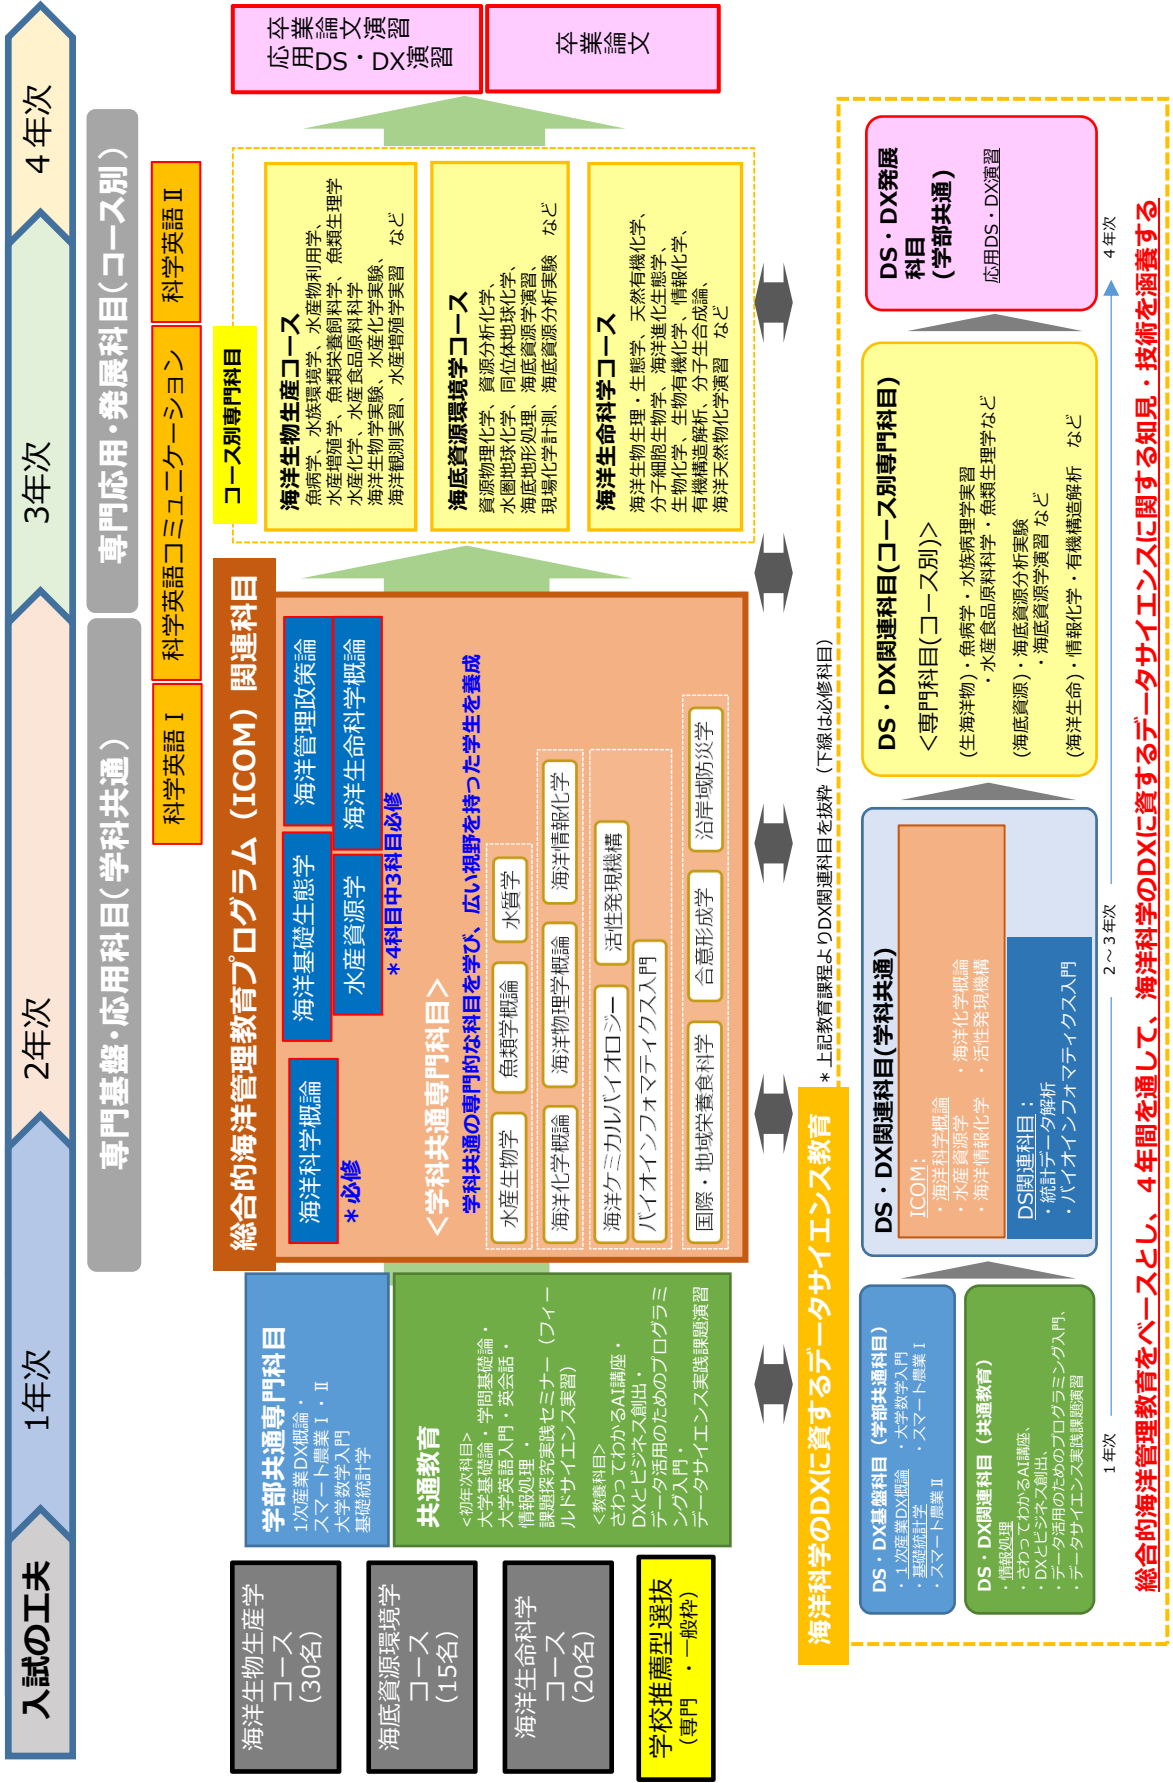 入試の工夫
1年次
2年次
3年次
4年次
専門基盤・応用科目(学科共通)
専門応用・発展科目(コース別)
科学英語Ⅰ
科学英語コミュニケーション
科学英語Ⅱ
海洋生物生産学
コース
(30名)
海底資源環境学
コース
(15名)
海洋生命科学
コース
(20名)
学校推薦型選抜
(専門 ・一般枠)
学部共通専門科目
1次産業DX概論・
スマート農業Ⅰ・Ⅱ
大学数学入門
基礎統計学
共通教育
<初年次科目>
大学基礎論・学問基礎論・
大学英語入門・英会話・
情報処理・
課題探究実践セミナー（フィー
ルドサイエンス実習）
<教養科目>
さわってわかるAI講座・
DXとビジネス創出・
データ活用のためのプログラミ
ング入門・
データサイエンス実践課題演習
総合的海洋管理教育プログラム（ICOM）関連科目
海洋科学概論
＊必修
海洋基礎生態学
海洋管理政策論
水産資源学
海洋生命科学概論
＊4科目中3科目必修
<学科共通専門科目>
学科共通の専門的な科目を学び、広い視野を持った学生を養成
水産生物学
魚類学概論
水質学
海洋化学概論
海洋物理学概論
海洋情報化学
海洋ケミカルバイオロジー
活性発現機構
バイオインフォマティクス入門
国際・地域栄養食科学
合意形成学
沿岸域防災学
コース別専門科目
海洋生物生産コース
魚病学、水族環境学、水産物利用学、
水産増殖学、魚類栄養飼料学、魚類生理学
水産化学、水産食品原料科学
海洋生物学実験、水産化学実験、
海洋観測実習、水産増殖学実習 など
海底資源環境学コース
資源物理化学、資源分析化学、
水圏地球化学、同位体地球化学、
海底地形処理、海底資源学演習、
現場化学計測、海底資源分析実験 など
海洋生命科学コース
海洋生物生理・生態学、天然有機化学、
分子細胞生物学、海洋進化生態学、
生物化学、生物有機化学、情報化学、
有機構造解析、分子生合成論、
海洋天然物化学演習 など
卒業論文演習
応用DS・DX演習
卒業論文
海洋科学のDXに資するデータサイエンス教育
＊上記教育課程よりDX関連科目を抜粋（下線は必修科目）
DS・DX基盤科目（学部共通科目）
・1次産業DX概論 ・大学数学入門
・基礎統計学 ・スマート農業Ⅰ
・スマート農業Ⅱ
DS・DX関連科目（共通教育）
・情報処理
・さわってわかるAI講座、
・DXとビジネス創出、
・データ活用のためのプログラミング入門、
・データサイエンス実践課題演習
DS・DX関連科目(学科共通)
ICOM：
・海洋科学概論 ・海洋化学概論
・水産資源学 ・活性発現機構
・海洋情報化学
DS関連科目：
・統計データ解析
・バイオインフォマティクス入門
DS・DX関連科目(コース別専門科目)
<専門科目(コース別)>
(生海洋物)・魚病学・水族病理学実習
・水産食品原料科学・魚類生理学など
(海底資源)・海底資源分析実験
・海底資源学演習 など
(海洋生命)・情報化学・有機構造解析 など
DS・DX発展
科目
(学部共通)
応用DS・DX演習
1年次
2～3年次
4年次
総合的海洋管理教育をベースとし、4年間を通して、海洋科学のDXに資するデータサイエンスに関する知見・技術を涵養する